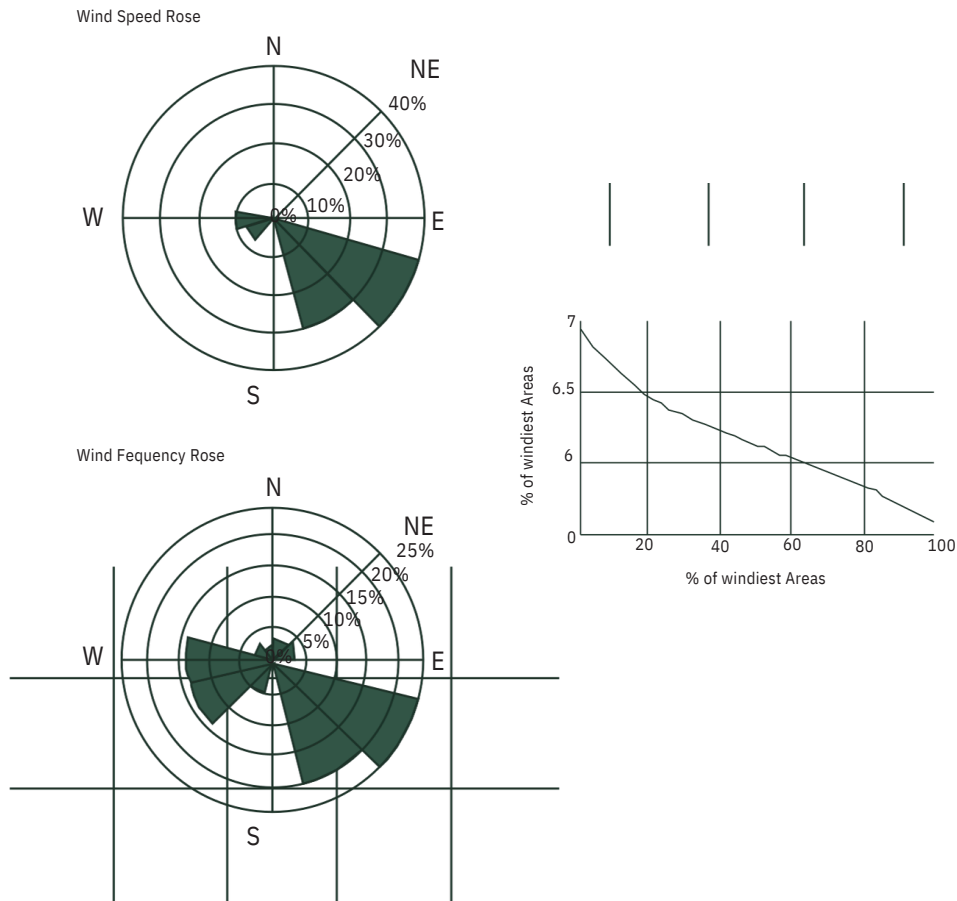 Wind Speed Rose
N
NE
40%
30%
20%
10%
0%
W
E
S
Wind Fequency Rose
N
NE
25%
20%
15%
10%
5%
0%
W
E
S
7
6.5
6
0
20
40
60
80
100
% of windiest Areas
% of windiest Areas